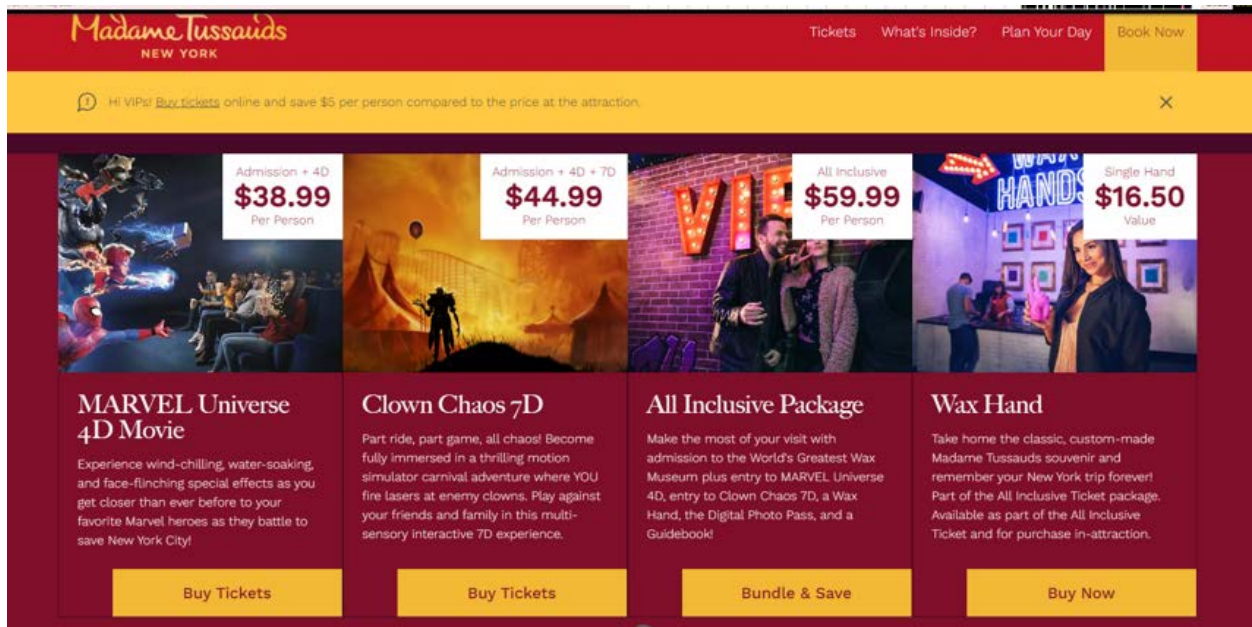 Madame Tussauds
NEW YORK
Tickets What's Inside? Plan Your Day Book Now
Hi VIPs! Buy tickets online and save $5 per person compared to the price at the attraction.
Admission + 4D
$38.99
Per Person
MARVEL Universe
4D Movie
Experience wind-chilling, water-soaking,
and face-flinching special effects as you
get closer than ever before to your
favorite Marvel heroes as they battle to
save New York City!
Buy Tickets
Admission + 4D + 7D
$44.99
Per Person
Clown Chaos 7D
Part ride, part game, all chaos! Become
fully immersed in a thrilling motion
simulator carnival adventure where YOU
fire lasers at enemy clowns. Play against
your friends and family in this multi-
sensory interactive 7D experience.
Buy Tickets
VIP
All Inclusive
$59.99
Per Person
All Inclusive Package
Make the most of your visit with
admission to the World's Greatest Wax
Museum plus entry to MARVEL Universe
4D, entry to Clown Chaos 7D, a Wax
Hand, the Digital Photo Pass, and a
Guidebook!
Bundle & Save
WAX
HANDS
Single Hand
$16.50
Value
Wax Hand
Take home the classic, custom-made
Madame Tussauds souvenir and
remember your New York trip forever!
Part of the All Inclusive Ticket package.
Available as part of the All Inclusive
Ticket and for purchase in-attraction.
Buy Now